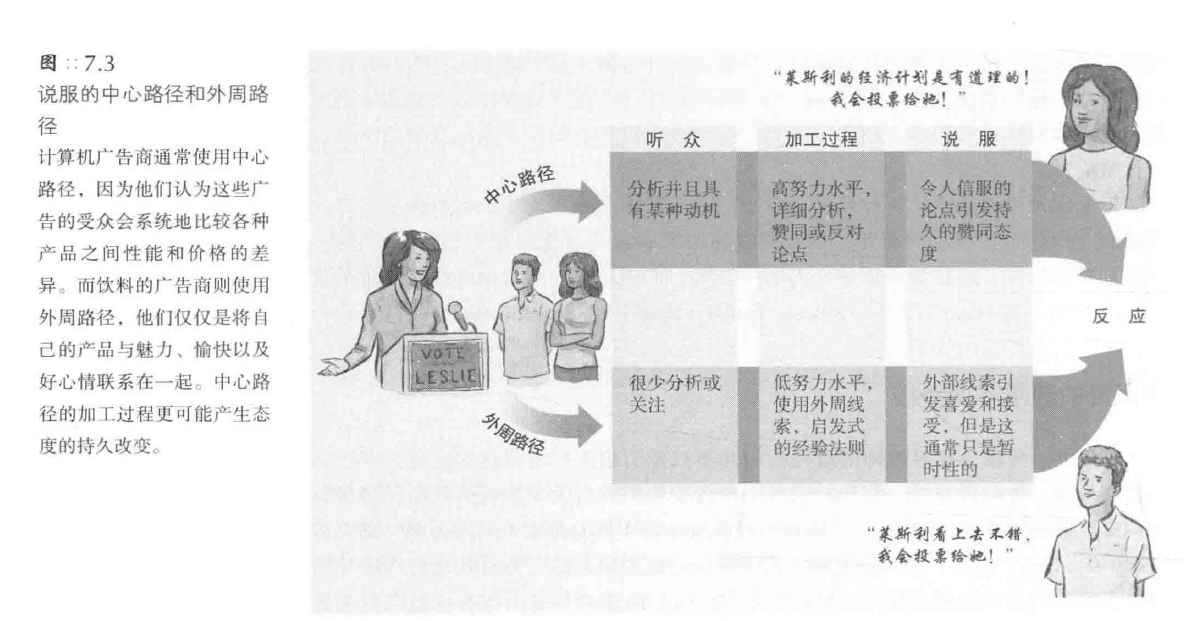 图 :: 7.3
说服的中心路径和外周路
径
计算机广告商通常使用中心
路径，因为他们认为这些广
告的受众会系统地比较各种
产品之间性能和价格的差
异。而饮料的广告商则使用
外周路径，他们仅仅是将自
己的产品与魅力、愉快以及
好心情联系在一起。中心路
径的加工过程更可能产生态
度的持久改变。
“莱斯利的经济计划是有道理的！
我会投票给她！”
听 众
加工过程
说 服
中心路径
分析并且具
有某种动机
高努力水平，
详细分析，
赞同或反对
论点
令人信服的
论点引发持
久的赞同态
度
反 应
VOTE
LESLIE
外周路径
很少分析或
关注
低努力水平，
使用外周线
索，启发式
的经验法则
外部线索引
发喜爱和接
受，但是这
通常只是暂
时性的
“莱斯利看上去不错，
我会投票给她！”